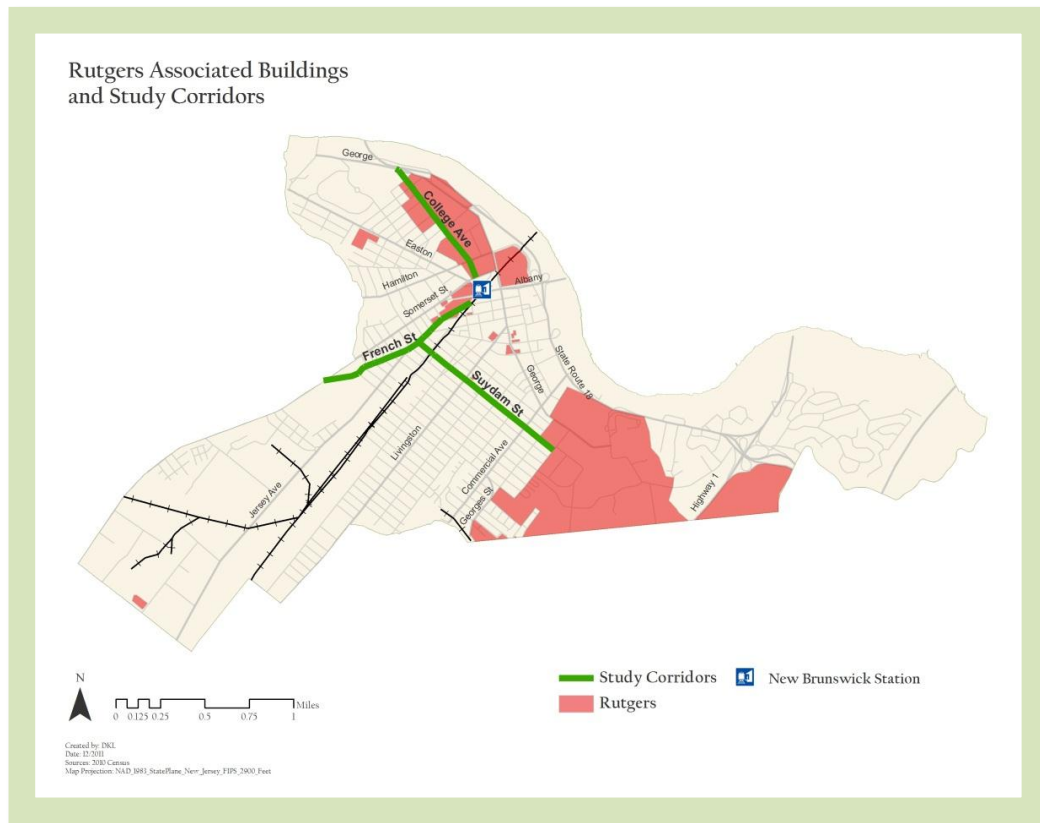 Rutgers Associated Buildings
and Study Corridors
George
College Ave
Easton
Hamilton
Albany
Somerset St
French St
State Route 18
George
Suydam St
Livingston
Commercial Ave
Highway 1
Georges St
Jersey Ave
N
Miles
0 0.125 0.25 0.5 0.75 1
Study Corridors
New Brunswick Station
Rutgers
Created by: DKL
Date: 12/2011
Sources: 2010 Census
Map Projection: NAD_1983_StatePlane_New_Jersey_FIPS_2900_Feet